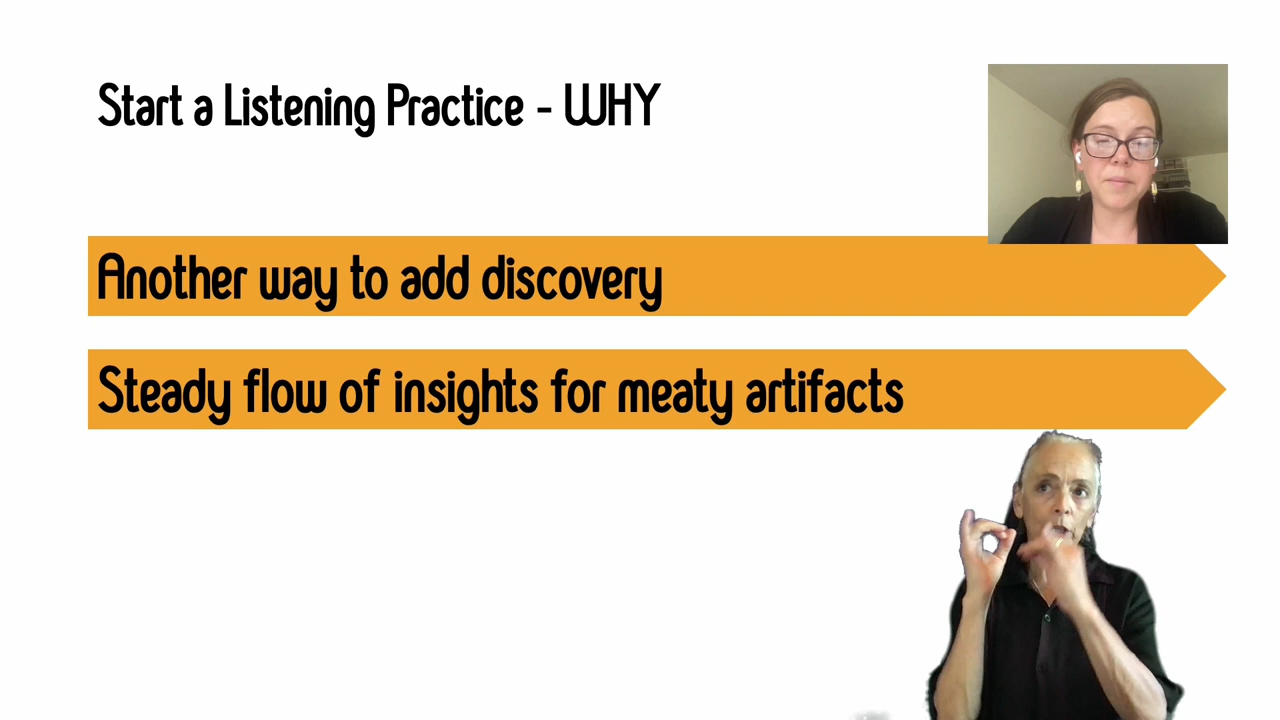 Start a Listening Practice - WHY
Another way to add discovery
Steady flow of insights for meaty artifacts